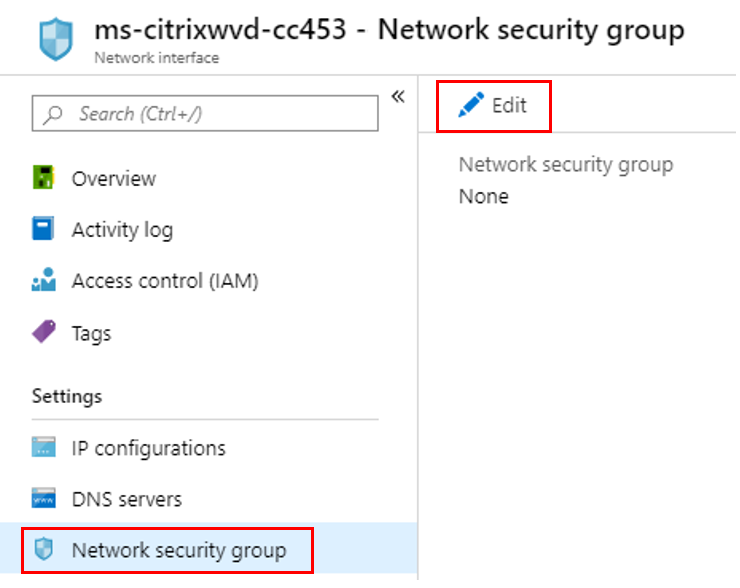 ms-citrixwvd-cc453 - Network security group
Network interface
Search (Ctrl+/)
«
Overview
Activity log
Access control (IAM)
Tags
Settings
IP configurations
DNS servers
Network security group
Edit
Network security group
None